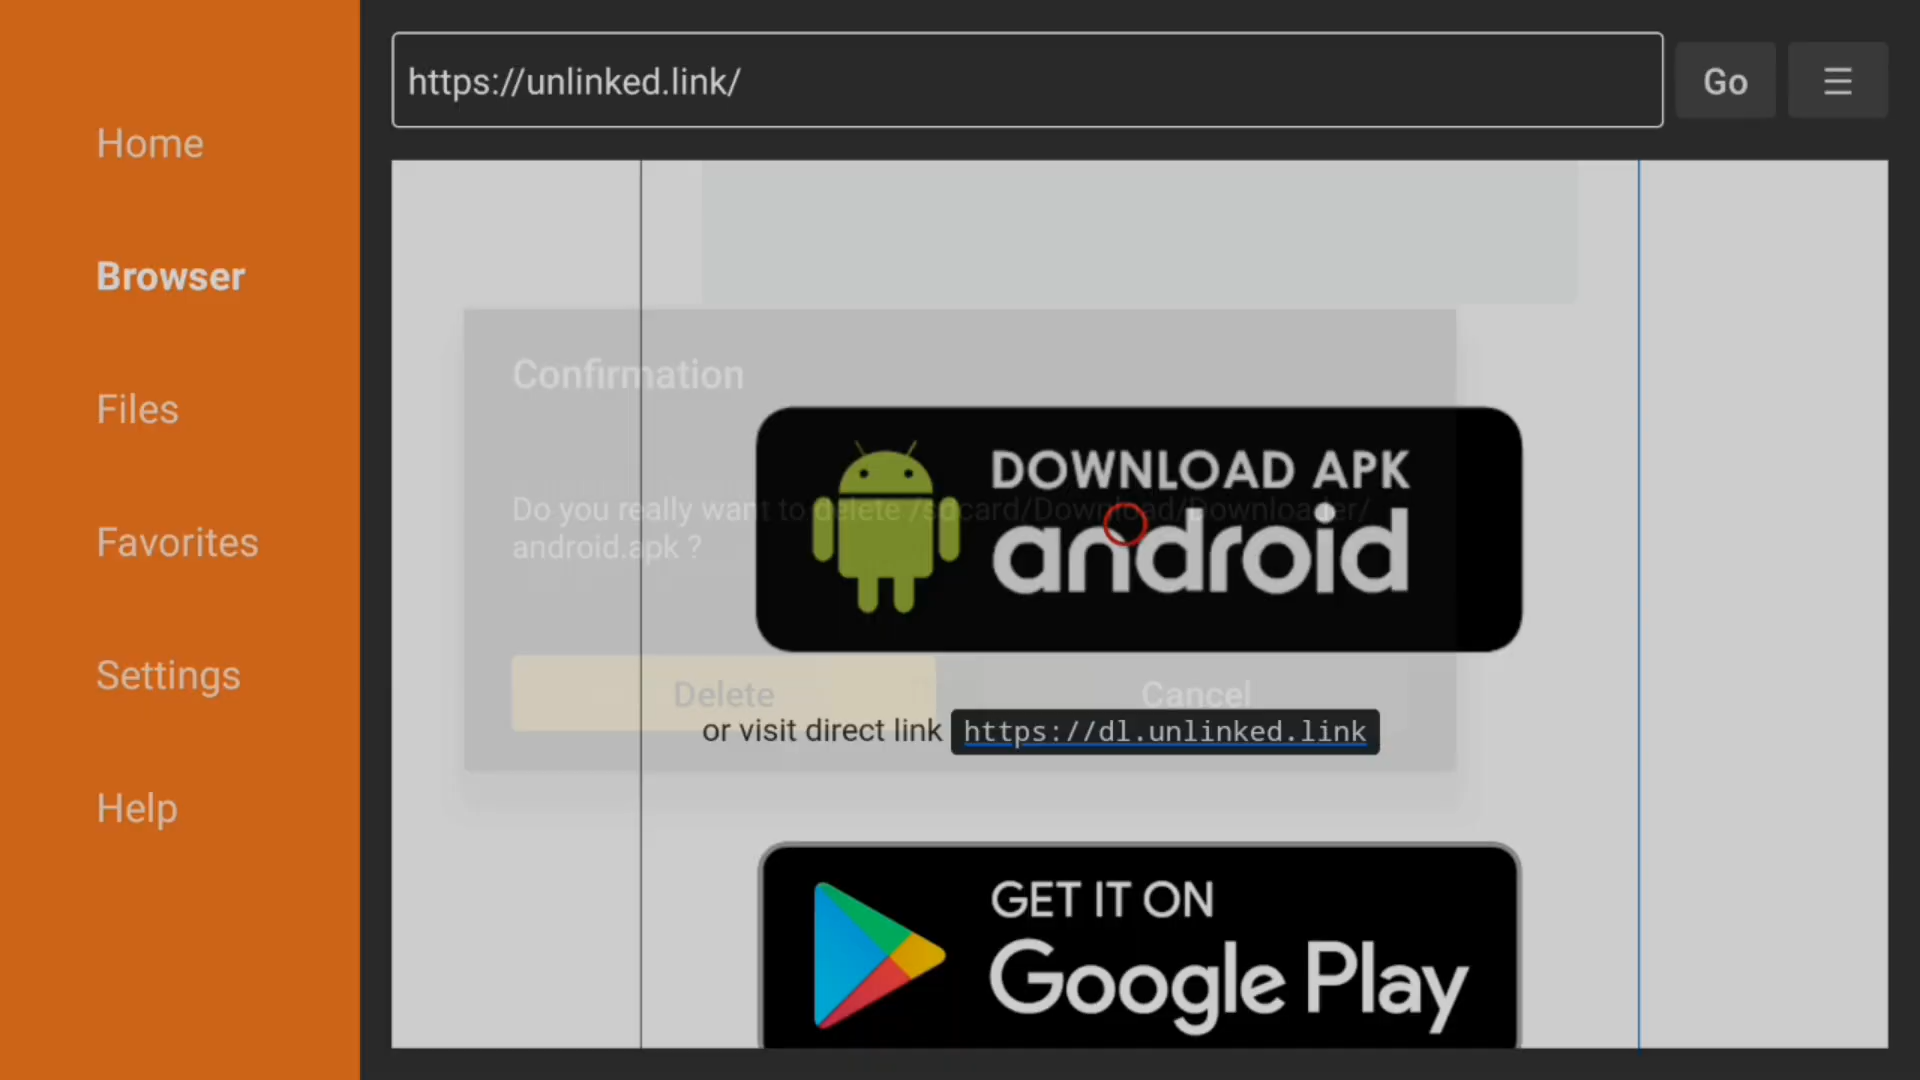 Home
Browser
Files
Favorites
Settings
Help
https://unlinked.link/
Go
Confirmation
Do you really want to delete /sdcard/Download/Downloader/
android.apk ?
DOWNLOAD APK
android
Delete
Cancel
or visit direct link https://dl.unlinked.link
GET IT ON
Google Play